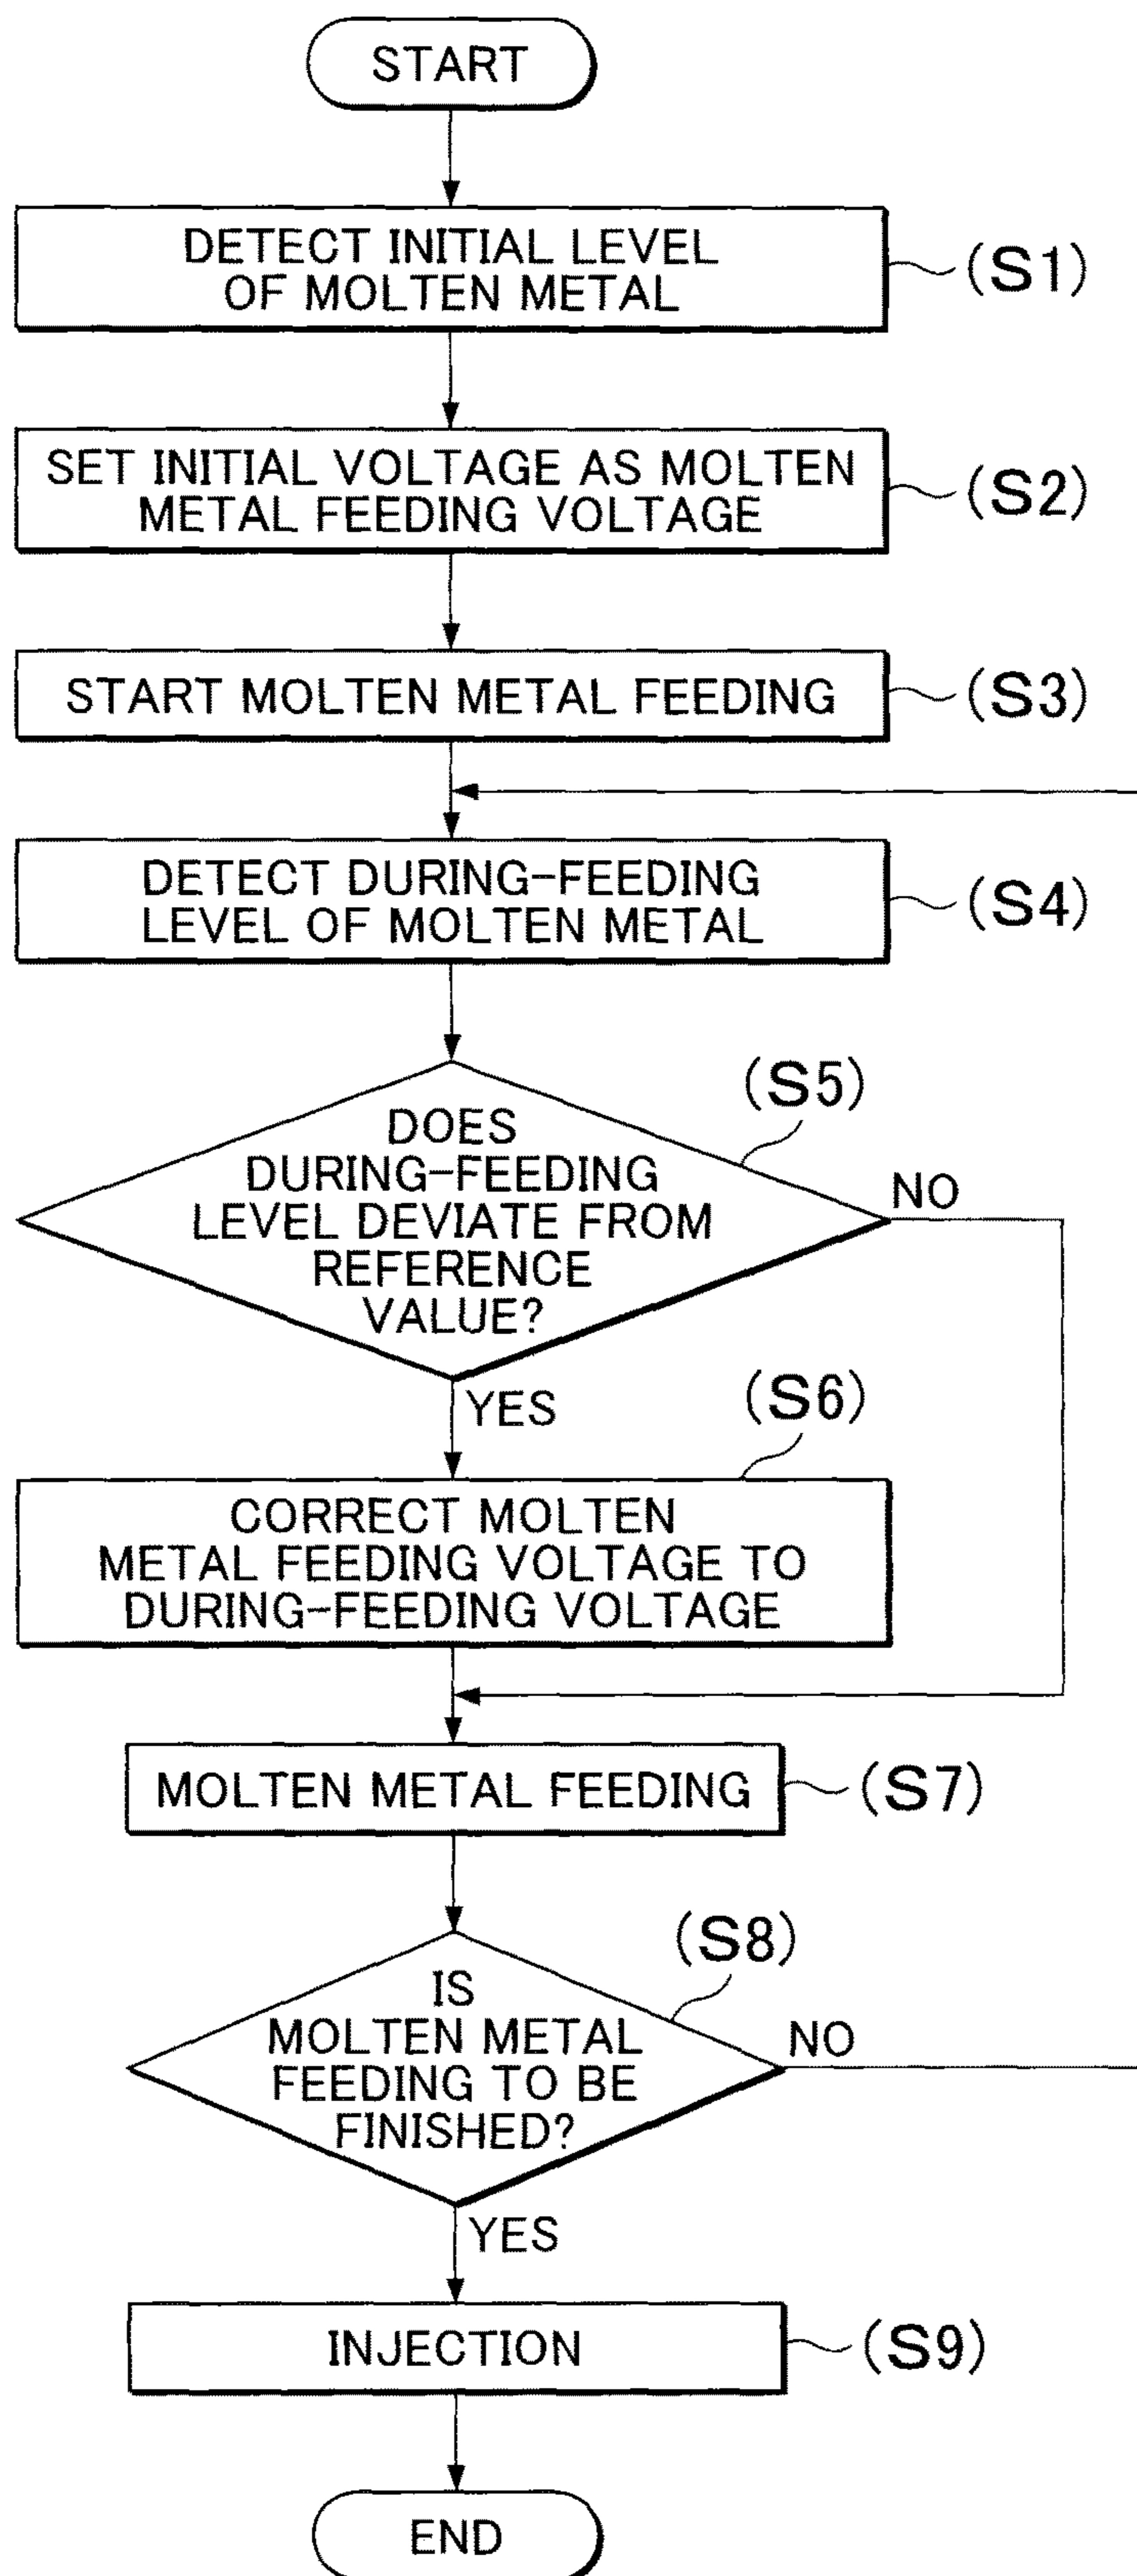 START
DETECT INITIAL LEVEL
OF MOLTEN METAL
(S1)
SET INITIAL VOLTAGE AS MOLTEN
METAL FEEDING VOLTAGE
(S2)
START MOLTEN METAL FEEDING
(S3)
DETECT DURING-FEEDING
LEVEL OF MOLTEN METAL
(S4)
(S5)
DOES
DURING-FEEDING
LEVEL DEVIATE FROM
REFERENCE
VALUE?
NO
YES
(S6)
CORRECT MOLTEN
METAL FEEDING VOLTAGE TO
DURING-FEEDING VOLTAGE
MOLTEN METAL FEEDING
(S7)
(S8)
IS
MOLTEN METAL
FEEDING TO BE
FINISHED?
NO
YES
INJECTION
(S9)
END